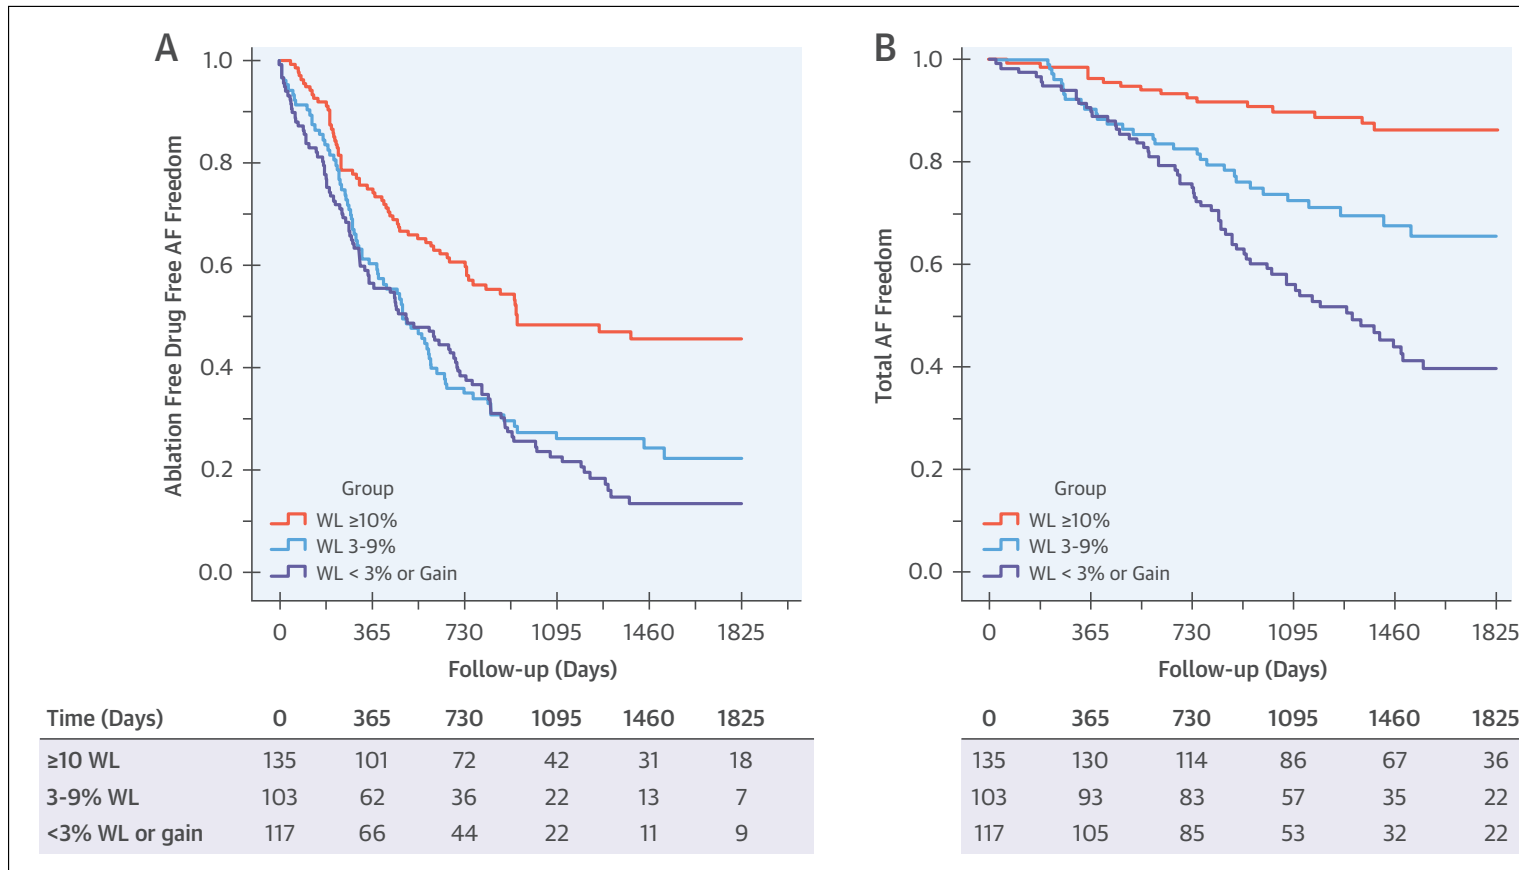 A
Ablation Free Drug Free AF Freedom
1.0
0.8
0.6
0.4
0.2
0.0
Group
WL ≥10%
WL 3-9%
WL < 3% or Gain
0 365 730 1095 1460 1825
Follow-up (Days)
B
Total AF Freedom
1.0
0.8
0.6
0.4
0.2
0.0
Group
WL ≥10%
WL 3-9%
WL < 3% or Gain
0 365 730 1095 1460 1825
Follow-up (Days)
Time (Days) 0 365 730 1095 1460 1825 0 365 730 1095 1460 1825
≥10 WL 135 101 72 42 31 18 135 130 114 86 67 36
3-9% WL 103 62 36 22 13 7 103 93 83 57 35 22
<3% WL or gain 117 66 44 22 11 9 117 105 85 53 32 22